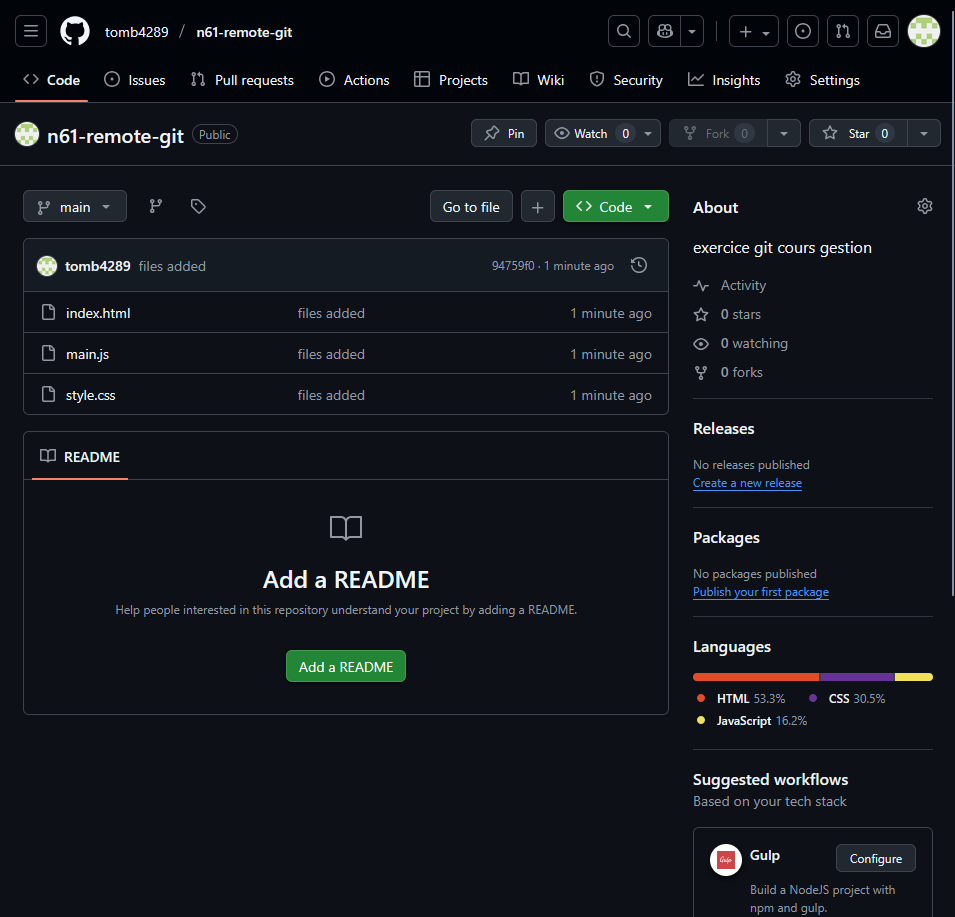 tomb4289 / n61-remote-git
Code Issues Pull requests Actions Projects Wiki Security Insights Settings
n61-remote-git Public Pin Watch 0 Fork 0 Star 0
main Go to file Code
tomb4289 files added 94759f0 · 1 minute ago
index.html files added 1 minute ago
main.js files added 1 minute ago
style.css files added 1 minute ago
README
Add a README
Help people interested in this repository understand your project by adding a README.
Add a README
About
exercice git cours gestion
Activity
0 stars
0 watching
0 forks
Releases
No releases published
Create a new release
Packages
No packages published
Publish your first package
Languages
HTML 53.3% CSS 30.5%
JavaScript 16.2%
Suggested workflows
Based on your tech stack
Gulp Gulp Configure
Build a NodeJS project with
npm and gulp.